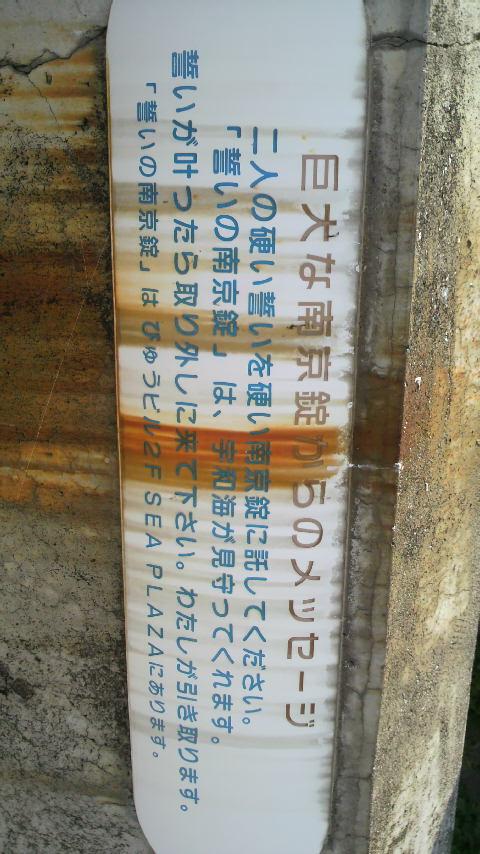 巨大な南京錠からのメッセージ
二人の硬い誓いを硬い南京錠に託してください。
「誓いの南京錠」は、宇和海が見守ってくれます。
誓いが叶ったら取り外しに来て下さい。わたしが引き取ります。
「誓いの南京錠」は びゅうビル2F SEA PLAZAにあります。